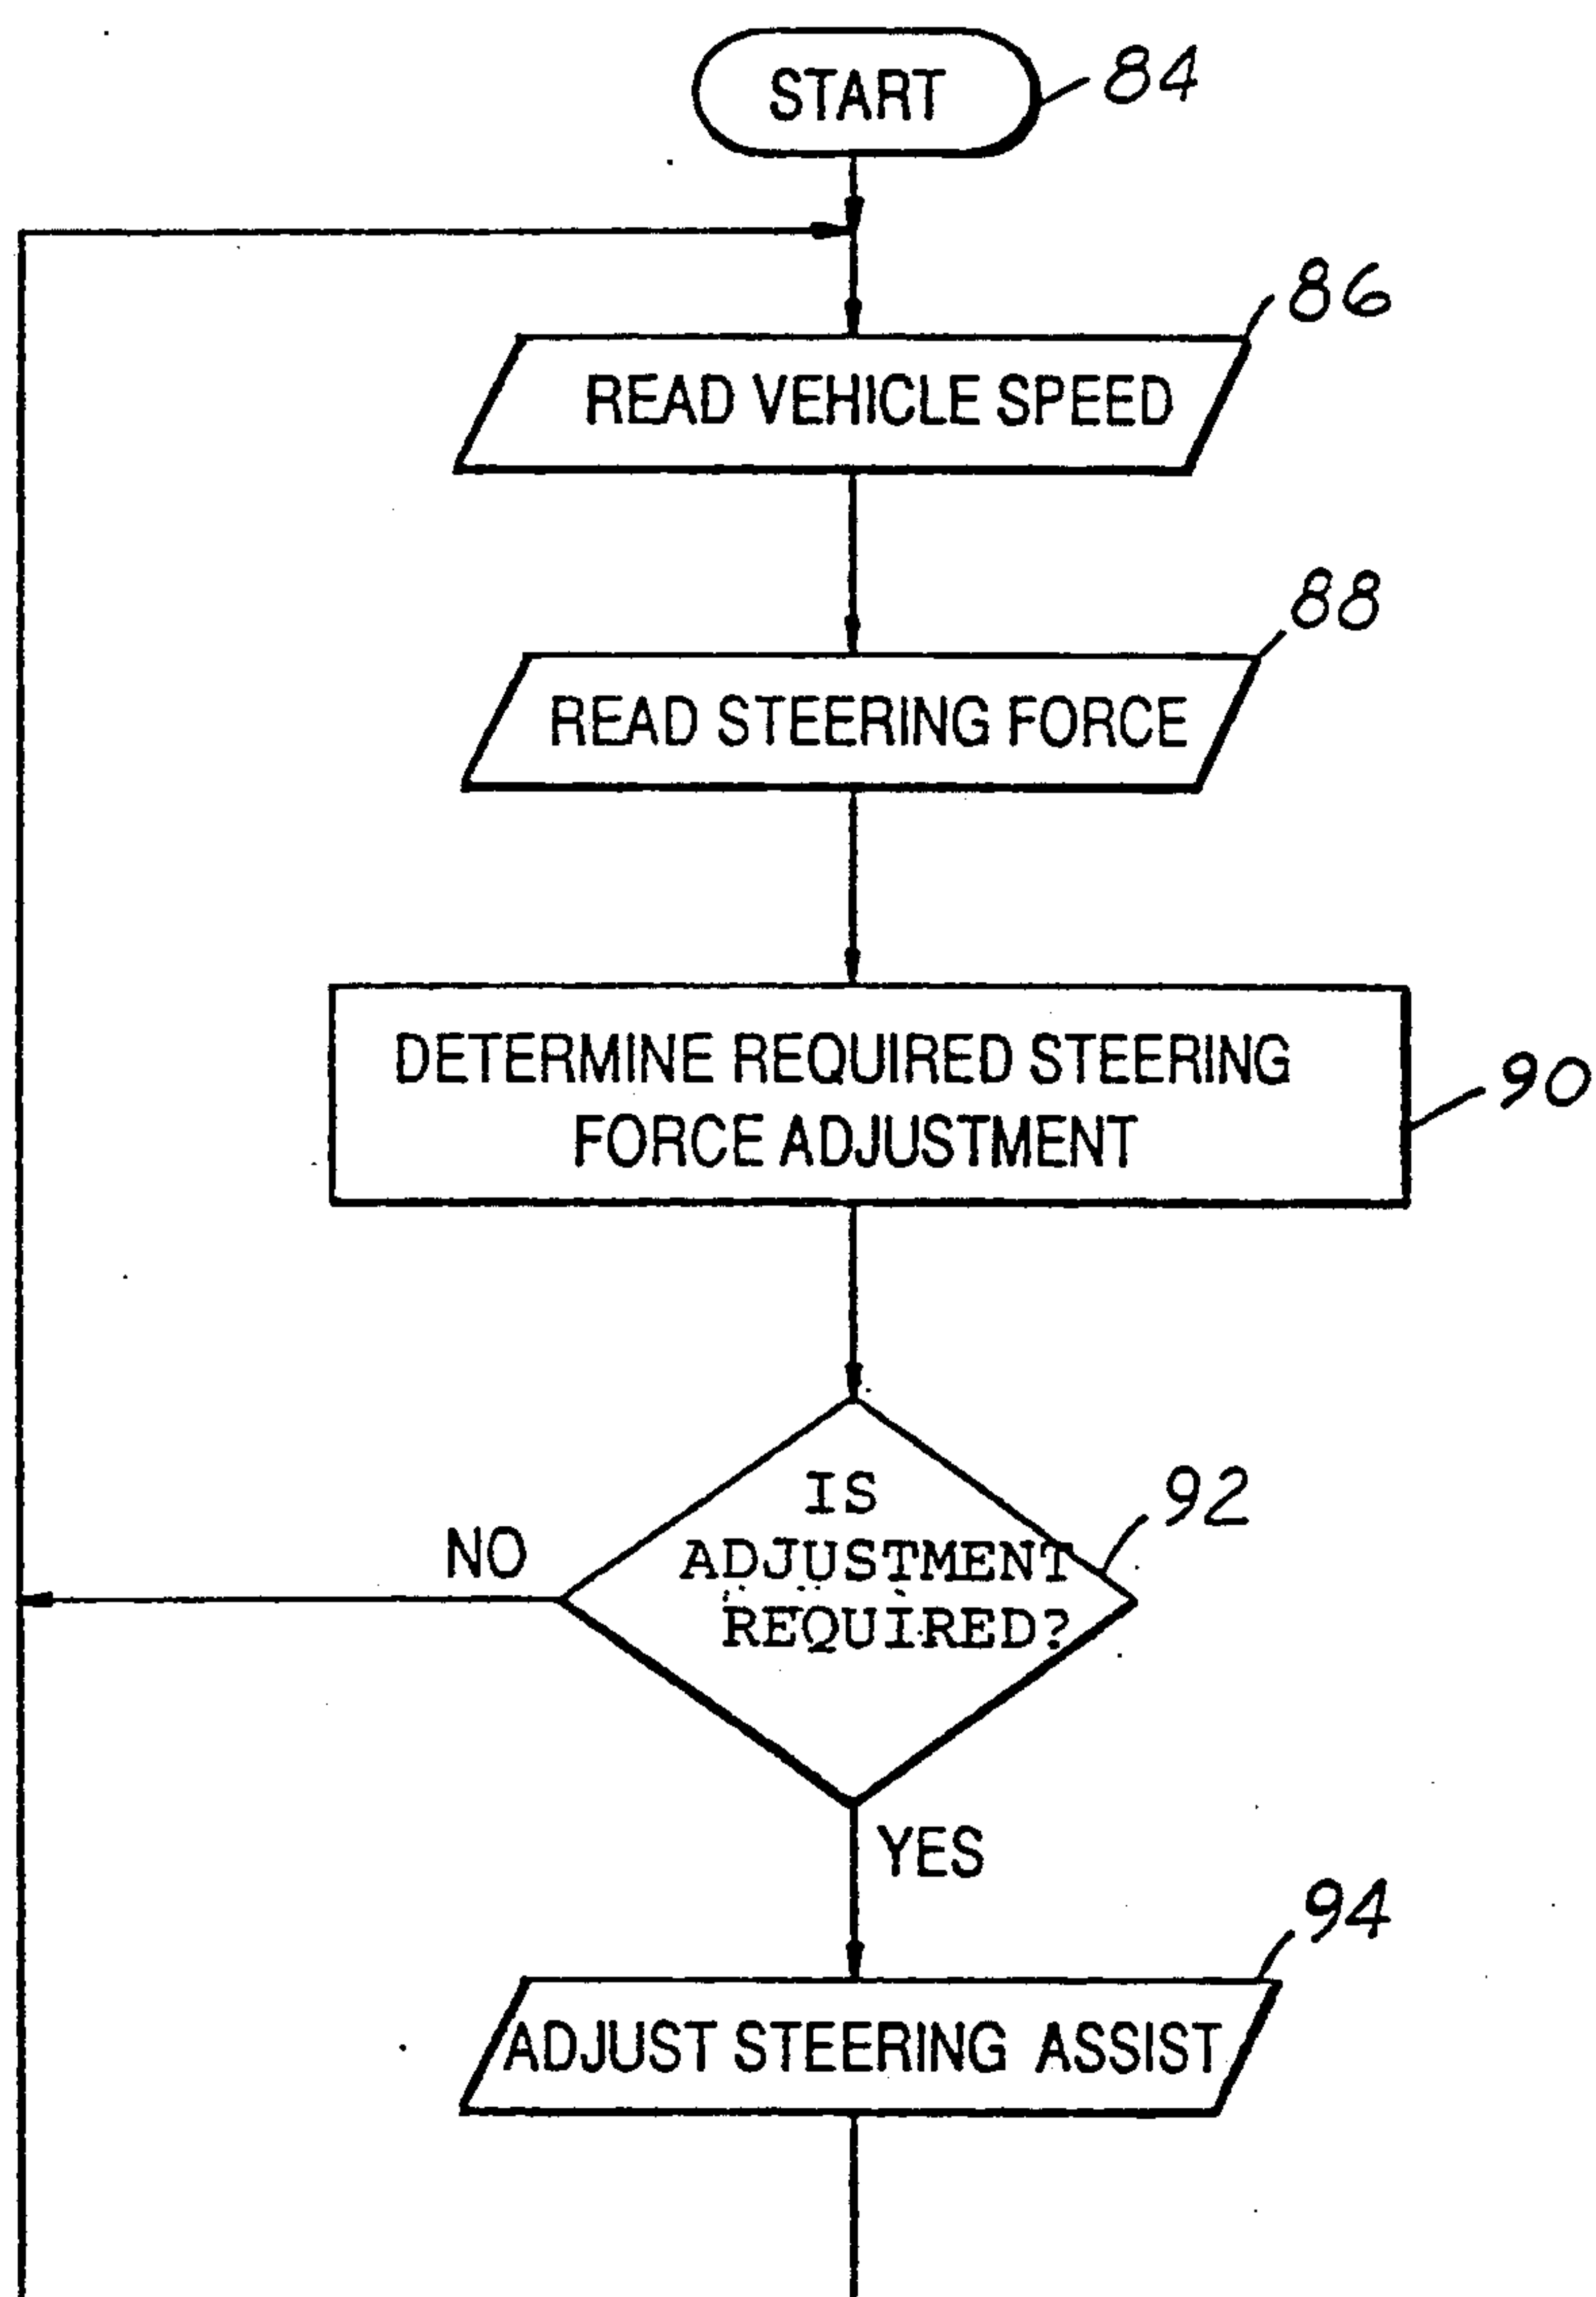 START
84
86
READ VEHICLE SPEED
88
READ STEERING FORCE
DETERMINE REQUIRED STEERING
FORCE ADJUSTMENT
90
IS
ADJUSTMENT
REQUIRED?
92
NO
YES
94
ADJUST STEERING ASSIST